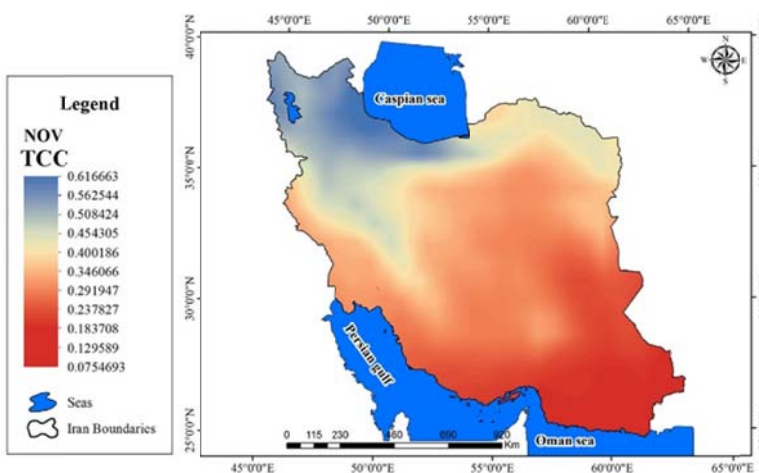 45°0'0"E 50°0'0"E 55°0'0"E 60°0'0"E 65°0'0"E
40°0'0"N
N
W E
S
Caspian sea
Legend
NOV
TCC
0.616663
0.562544
0.508424
0.454305
0.400186
0.346066
0.291947
0.237827
0.183708
0.129589
0.0754693
Seas
Iran Boundaries
35°0'0"N
30°0'0"N
Persian gulf
25°0'0"N
0 115 230 460 690 920
Km
Oman sea
45°0'0"E 50°0'0"E 55°0'0"E 60°0'0"E 65°0'0"E